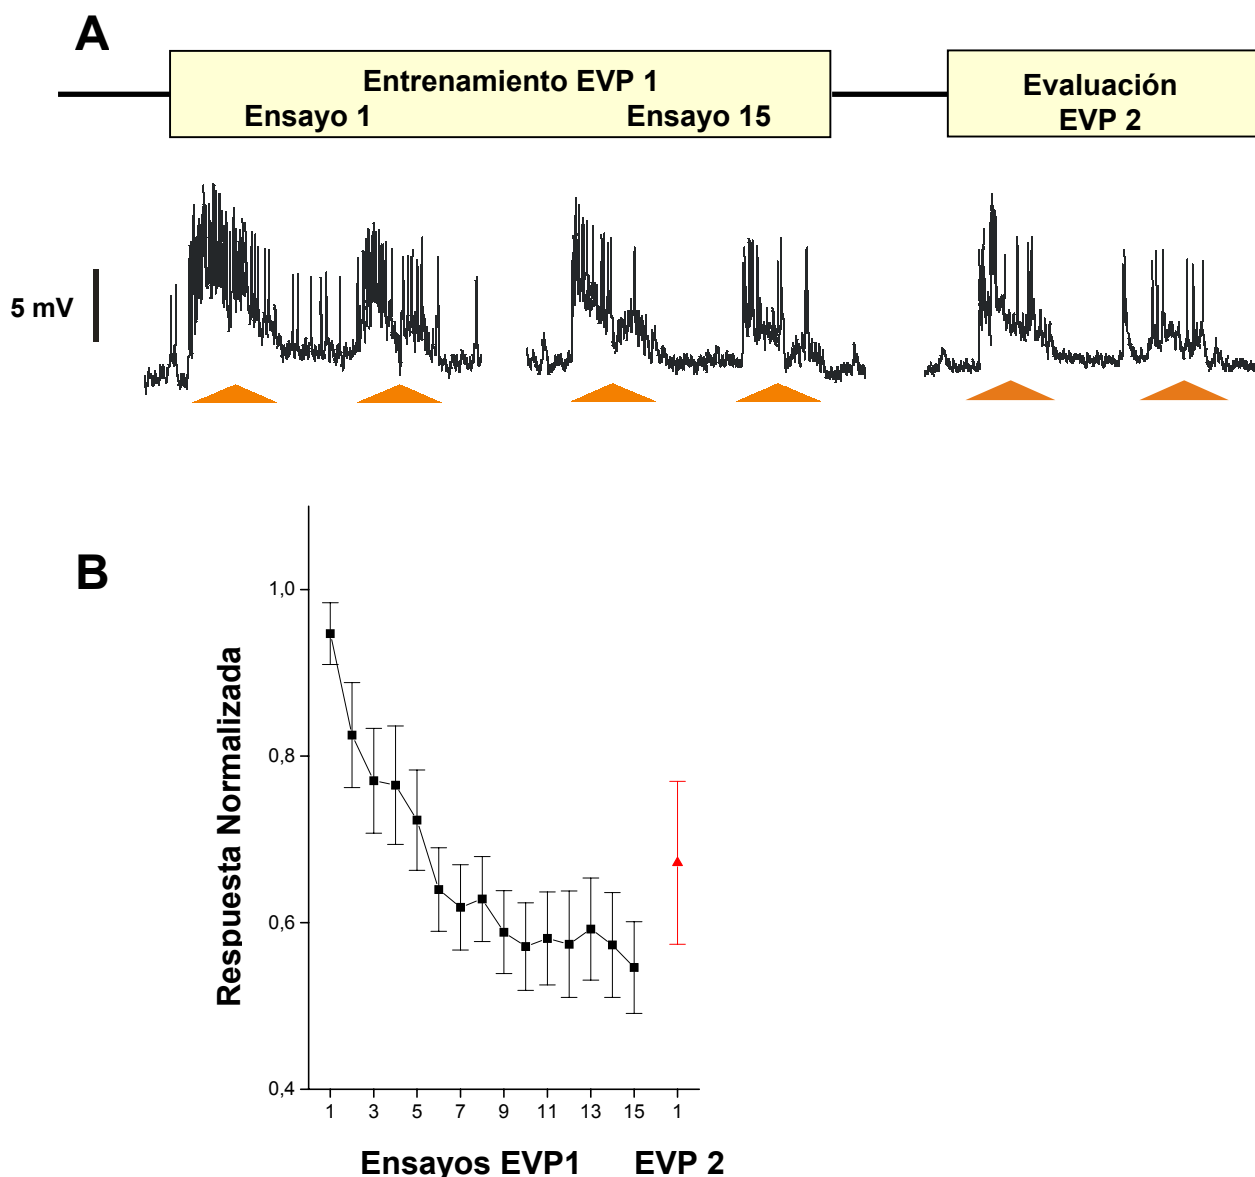 A
Entrenamiento EVP 1
Ensayo 1 Ensayo 15
Evaluación
EVP 2
5 mV
B
1,0
0,8
0,6
0,4
Respuesta Normalizada
1 3 5 7 9 11 13 15 1
Ensayos EVP1 EVP 2